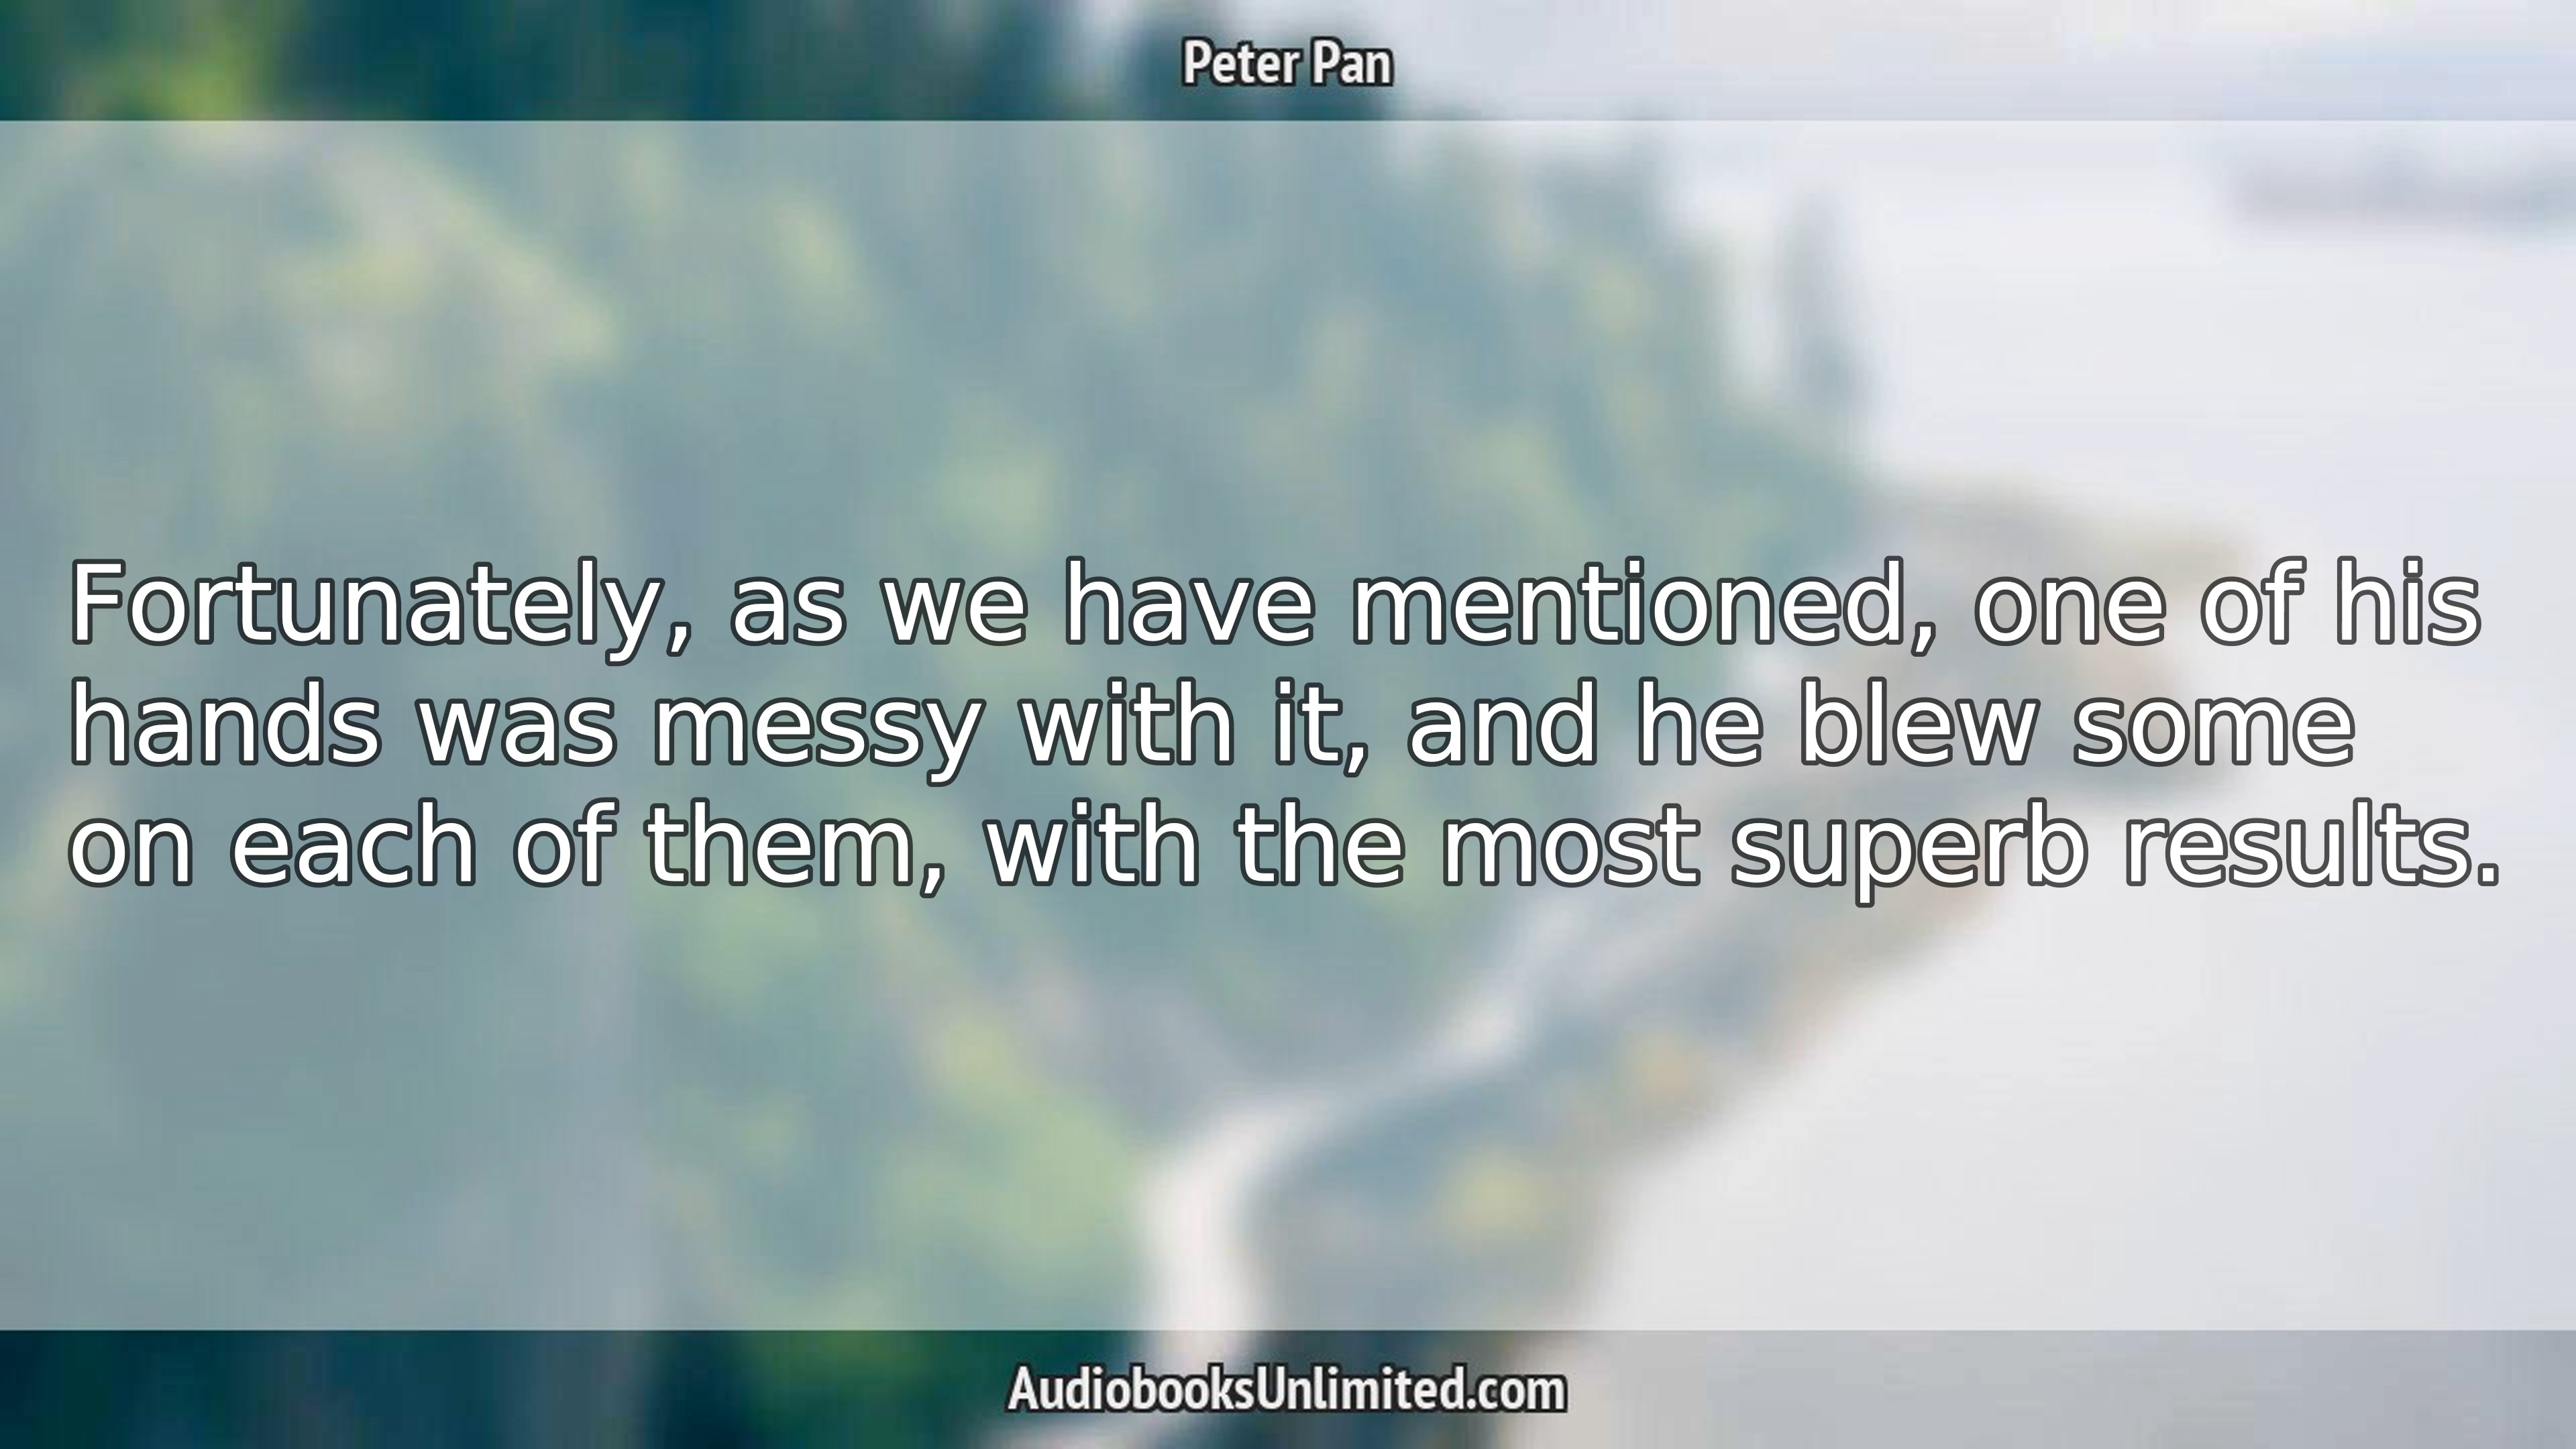 Peter Pan
Fortunately, as we have mentioned, one of his
hands was messy with it, and he blew some
on each of them, with the most superb results.
AudiobooksUnlimited.com